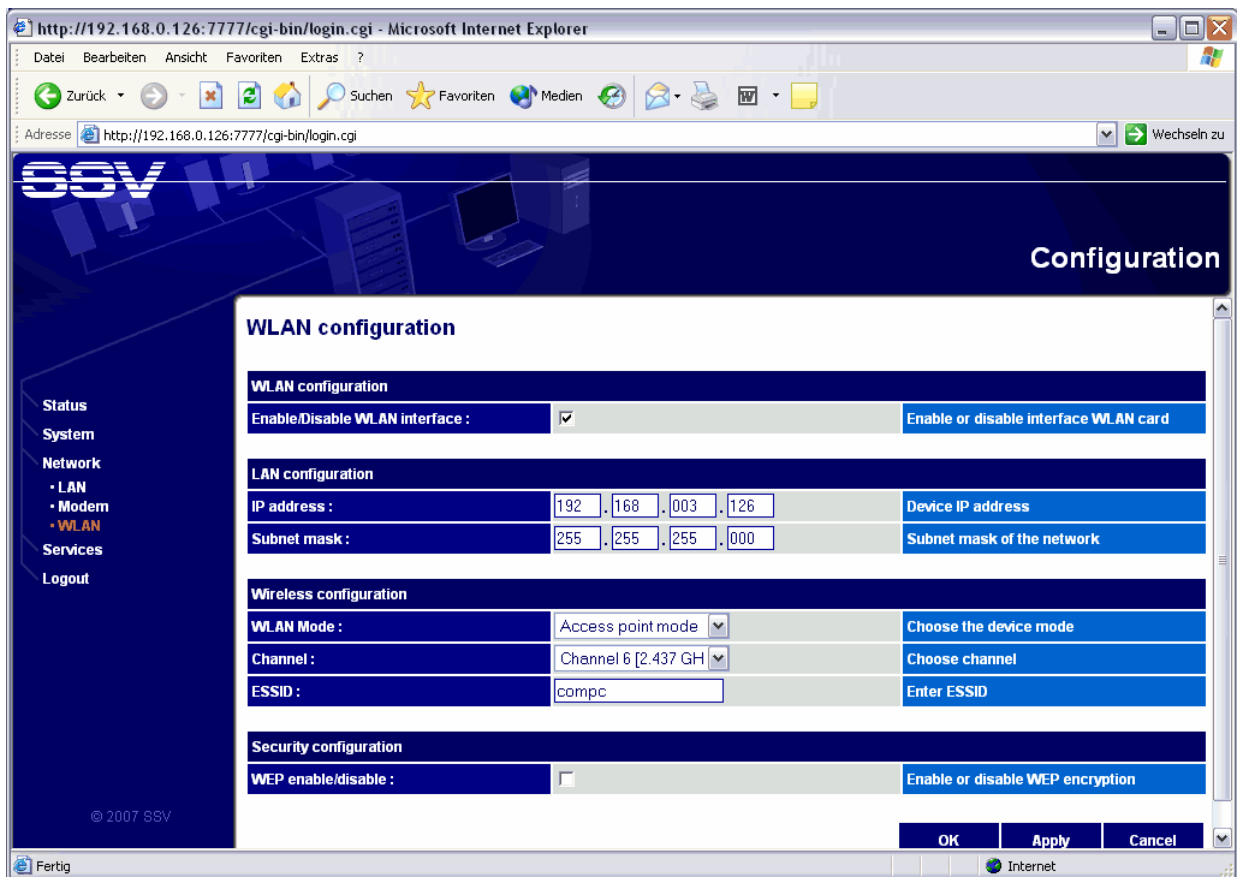 http://192.168.0.126:7777/cgi-bin/login.cgi - Microsoft Internet Explorer
Datei Bearbeiten Ansicht Favoriten Extras ?
Zurück Suchen Favoriten Medien
Adresse http://192.168.0.126:7777/cgi-bin/login.cgi Wechseln zu
SSV
Configuration
Status
System
Network
• LAN
• Modem
• WLAN
Services
Logout
© 2007 SSV
WLAN configuration
WLAN configuration
Enable/Disable WLAN interface : Enable or disable interface WLAN card
LAN configuration
IP address : 192 . 168 . 003 . 126 Device IP address
Subnet mask : 255 . 255 . 255 . 000 Subnet mask of the network
Wireless configuration
WLAN Mode : Access point mode Choose the device mode
Channel : Channel 6 [2.437 GH Choose channel
ESSID : compc Enter ESSID
Security configuration
WEP enable/disable : Enable or disable WEP encryption
OK Apply Cancel
Fertig Internet